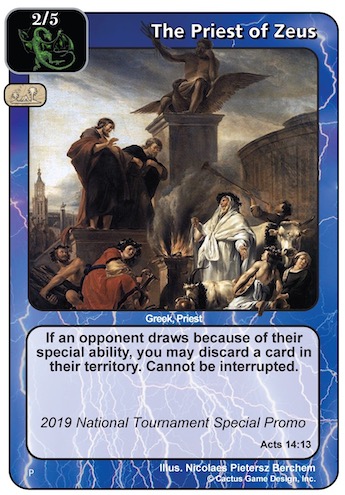 2/5
The Priest of Zeus
Greek, Priest
If an opponent draws because of their
special ability, you may discard a card in
their territory. Cannot be interrupted.
2019 National Tournament Special Promo
Acts 14:13
P
Illus. Nicolaes Pietersz Berchem
© Cactus Game Design, Inc.